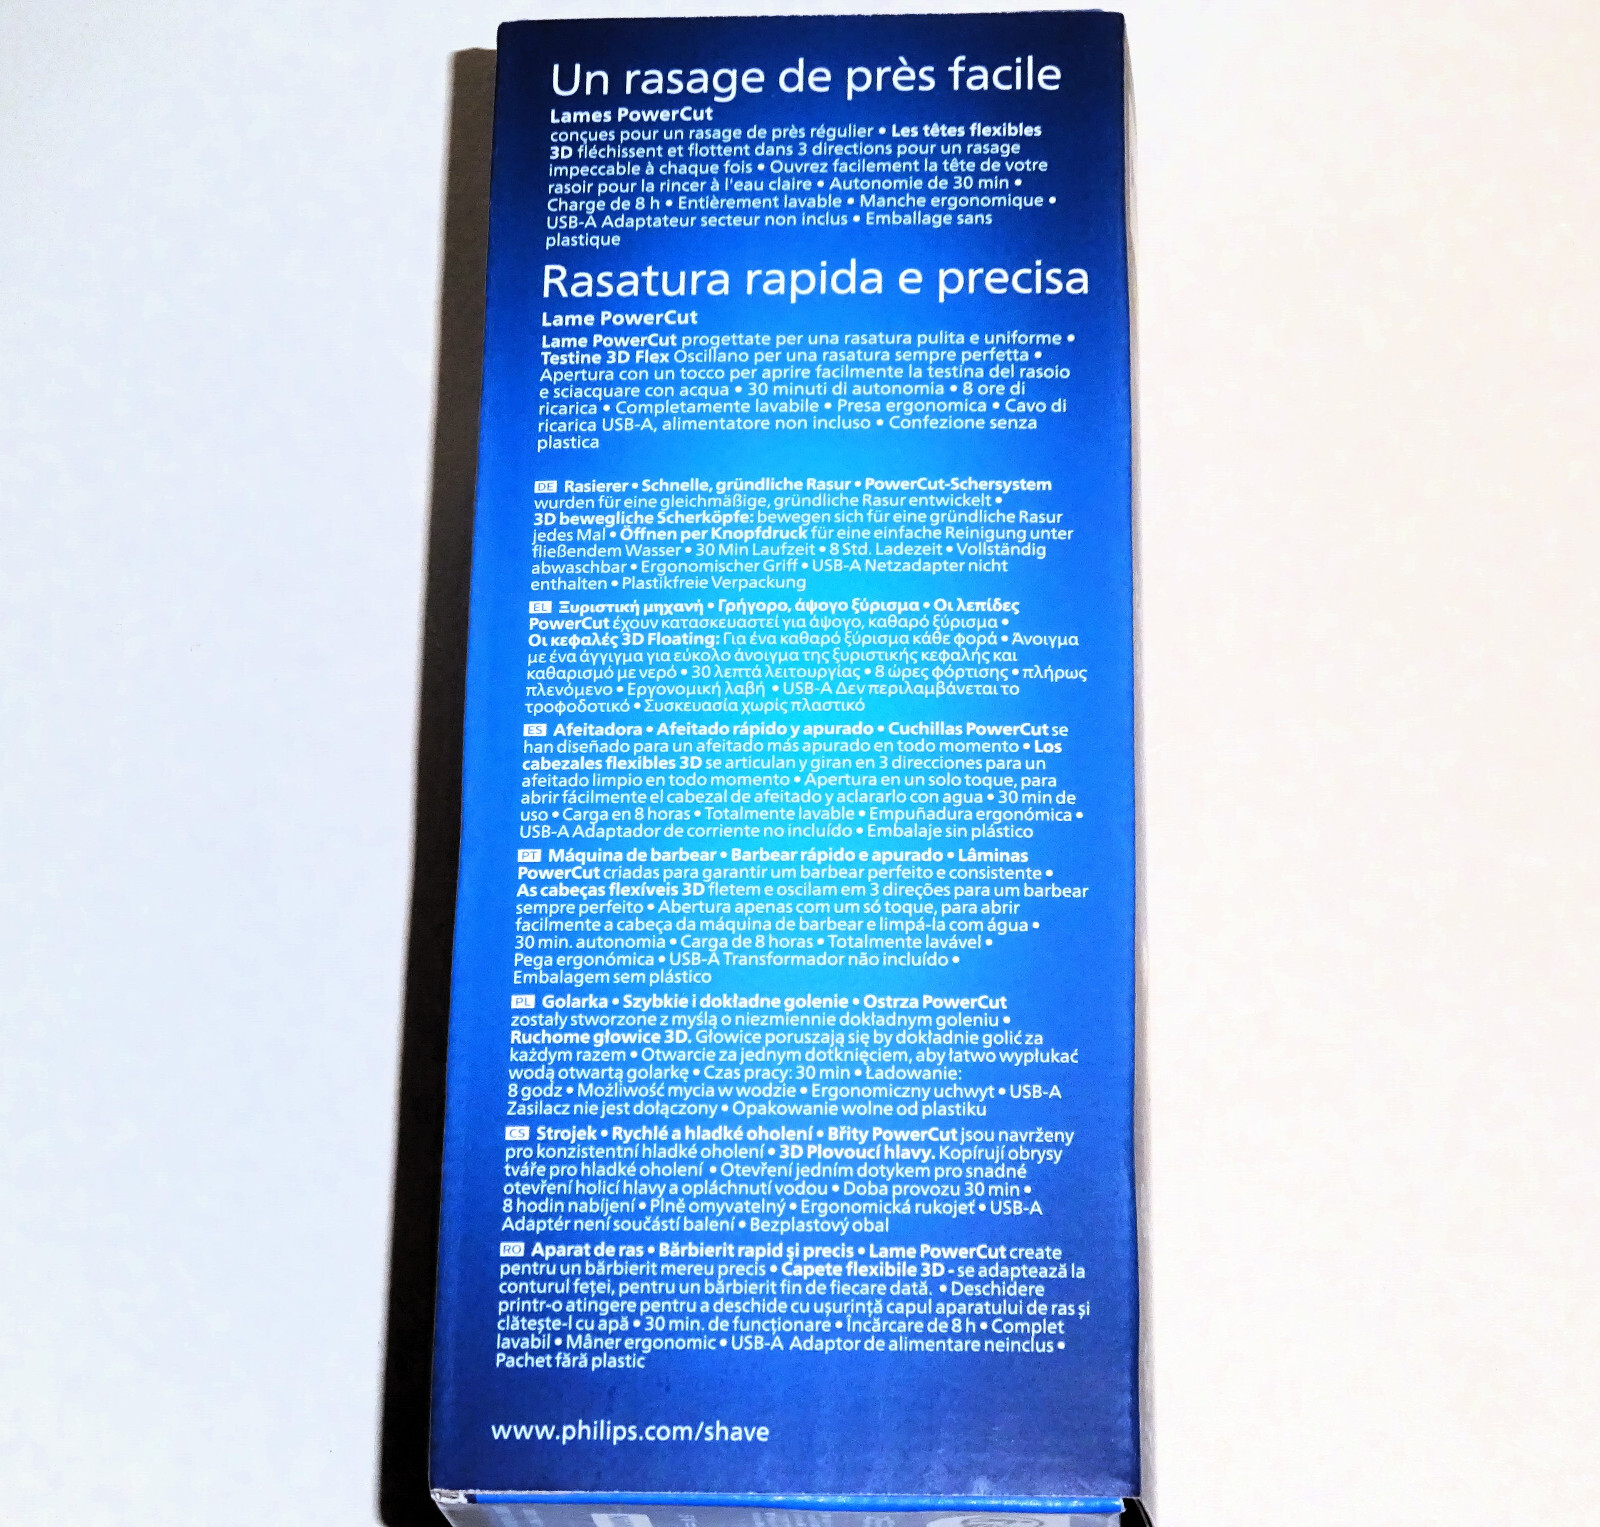 Un rasage de près facile
Lames PowerCut
conçues pour un rasage de près régulier • Les têtes flexibles
3D fléchissent et flottent dans 3 directions pour un rasage
impeccable à chaque fois • Ouvrez facilement la tête de votre
rasoir pour la rincer à l'eau claire • Autonomie de 30 min •
Charge de 8 h • Entièrement lavable • Manche ergonomique •
USB-A Adaptateur secteur non inclus • Emballage sans
plastique
Rasatura rapida e precisa
Lame PowerCut
Lame PowerCut progettate per una rasatura pulita e uniforme •
Testine 3D Flex Oscillano per una rasatura sempre perfetta •
Apertura con un tocco per aprire facilmente la testina del rasoio
e sciacquare con acqua • 30 minuti di autonomia • 8 ore di
ricarica • Completamente lavabile • Presa ergonomica • Cavo di
ricarica USB-A, alimentatore non incluso • Confezione senza
plastica
DE Rasierer • Schnelle, gründliche Rasur • PowerCut-Schersystem
wurden für eine gleichmäßige, gründliche Rasur entwickelt •
3D bewegliche Scherköpfe: bewegen sich für eine gründliche Rasur
jedes Mal • Öffnen per Knopfdruck für eine einfache Reinigung unter
fließendem Wasser • 30 Min Laufzeit • 8 Std. Ladezeit • Vollständig
abwaschbar • Ergonomischer Griff • USB-A Netzadapter nicht
enthalten • Plastikfreie Verpackung
EL Ξυριστική μηχανή • Γρήγορο, άψογο ξύρισμα • Οι λεπίδες
PowerCut έχουν κατασκευαστεί για άψογο, καθαρό ξύρισμα •
Οι κεφαλές 3D Floating: Για ένα καθαρό ξύρισμα κάθε φορά • Άνοιγμα
με ένα άγγιγμα για εύκολο άνοιγμα της ξυριστικής κεφαλής και
καθαρισμό με νερό • 30 λεπτά λειτουργίας • 8 ώρες φόρτισης • πλήρως
πλενόμενο • Εργονομική λαβή • USB-A Δεν περιλαμβάνεται το
τροφοδοτικό • Συσκευασία χωρίς πλαστικό
ES Afeitadora • Afeitado rápido y apurado • Cuchillas PowerCut se
han diseñado para un afeitado más apurado en todo momento • Los
cabezales flexibles 3D se articulan y giran en 3 direcciones para un
afeitado limpio en todo momento • Apertura en un solo toque, para
abrir fácilmente el cabezal de afeitado y aclararlo con agua • 30 min de
uso • Carga en 8 horas • Totalmente lavable • Empuñadura ergonómica •
USB-A Adaptador de corriente no incluído • Embalaje sin plástico
PT Máquina de barbear • Barbear rápido e apurado • Lâminas
PowerCut criadas para garantir um barbear perfeito e consistente •
As cabeças flexíveis 3D fletem e oscilam em 3 direções para um barbear
sempre perfeito • Abertura apenas com um só toque, para abrir
facilmente a cabeça da máquina de barbear e limpá-la com água •
30 min. autonomia • Carga de 8 horas • Totalmente lavável •
Pega ergonómica • USB-A Transformador não incluído •
Embalagem sem plástico
PL Golarka • Szybkie i dokładne golenie • Ostrza PowerCut
zostały stworzone z myślą o niezmiennie dokładnym goleniu •
Ruchome głowice 3D. Głowice poruszają się by dokładnie golić za
każdym razem • Otwarcie za jednym dotknięciem, aby łatwo wypłukać
wodą otwartą golarkę • Czas pracy: 30 min • Ładowanie:
8 godz • Możliwość mycia w wodzie • Ergonomiczny uchwyt • USB-A
Zasilacz nie jest dołączony • Opakowanie wolne od plastiku
CS Strojek • Rychlé a hladké oholení • Břity PowerCut jsou navrženy
pro konzistentní hladké oholení • 3D Plovoucí hlavy. Kopírují obrysy
tváře pro hladké oholení • Otevření jedním dotykem pro snadné
otevření holicí hlavy a opláchnutí vodou • Doba provozu 30 min •
8 hodin nabíjení • Plně omyvatelný • Ergonomická rukojeť • USB-A
Adaptér není součástí balení • Bezplastový obal
RO Aparat de ras • Bărbierit rapid și precis • Lame PowerCut create
pentru un bărbierit mereu precis • Capete flexibile 3D - se adaptează la
conturul feței, pentru un bărbierit fin de fiecare dată. • Deschidere
printr-o atingere pentru a deschide cu ușurință capul aparatului de ras și
clătește-l cu apă • 30 min. de funcționare • Încărcare de 8 h • Complet
lavabil • Mâner ergonomic • USB-A Adaptor de alimentare neinclus •
Pachet fără plastic
www.philips.com/shave